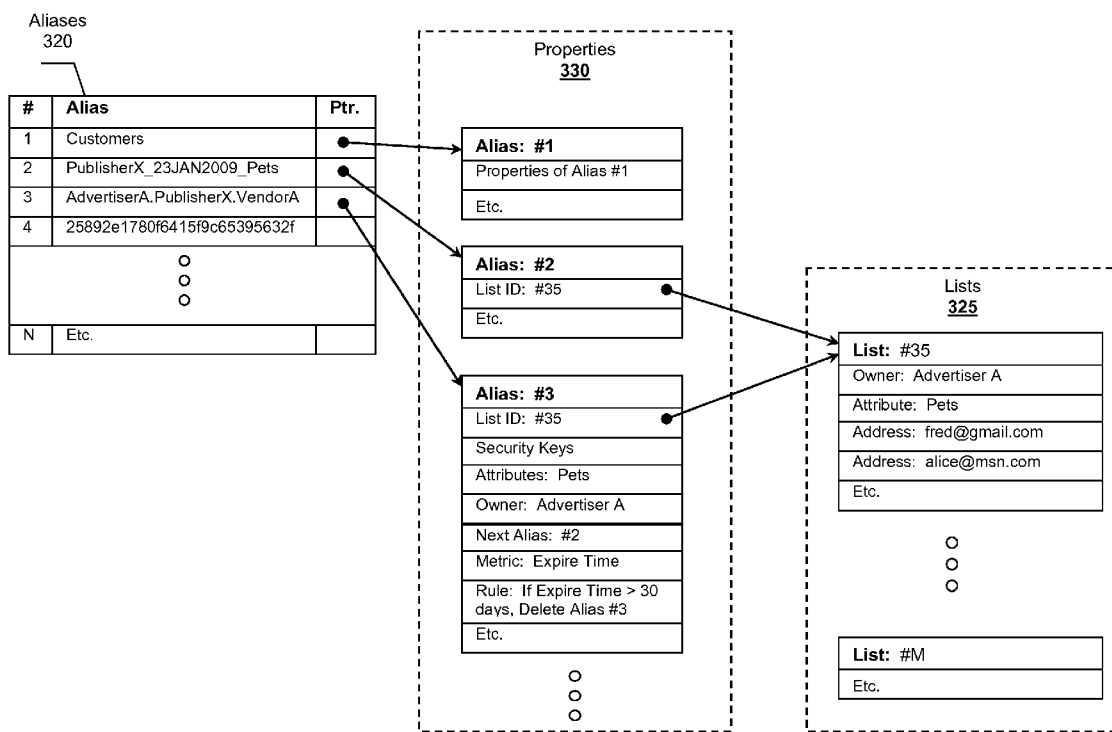 Aliases
320
# Alias Ptr.
1 Customers
2 PublisherX_23JAN2009_Pets
3 AdvertiserA.PublisherX.VendorA
4 25892e1780f6415f9c65395632f
N Etc.
Properties
330
Alias: #1
Properties of Alias #1
Etc.
Alias: #2
List ID: #35
Etc.
Alias: #3
List ID: #35
Security Keys
Attributes: Pets
Owner: Advertiser A
Next Alias: #2
Metric: Expire Time
Rule: If Expire Time > 30
days, Delete Alias #3
Etc.
Lists
325
List: #35
Owner: Advertiser A
Attribute: Pets
Address: fred@gmail.com
Address: alice@msn.com
Etc.
List: #M
Etc.